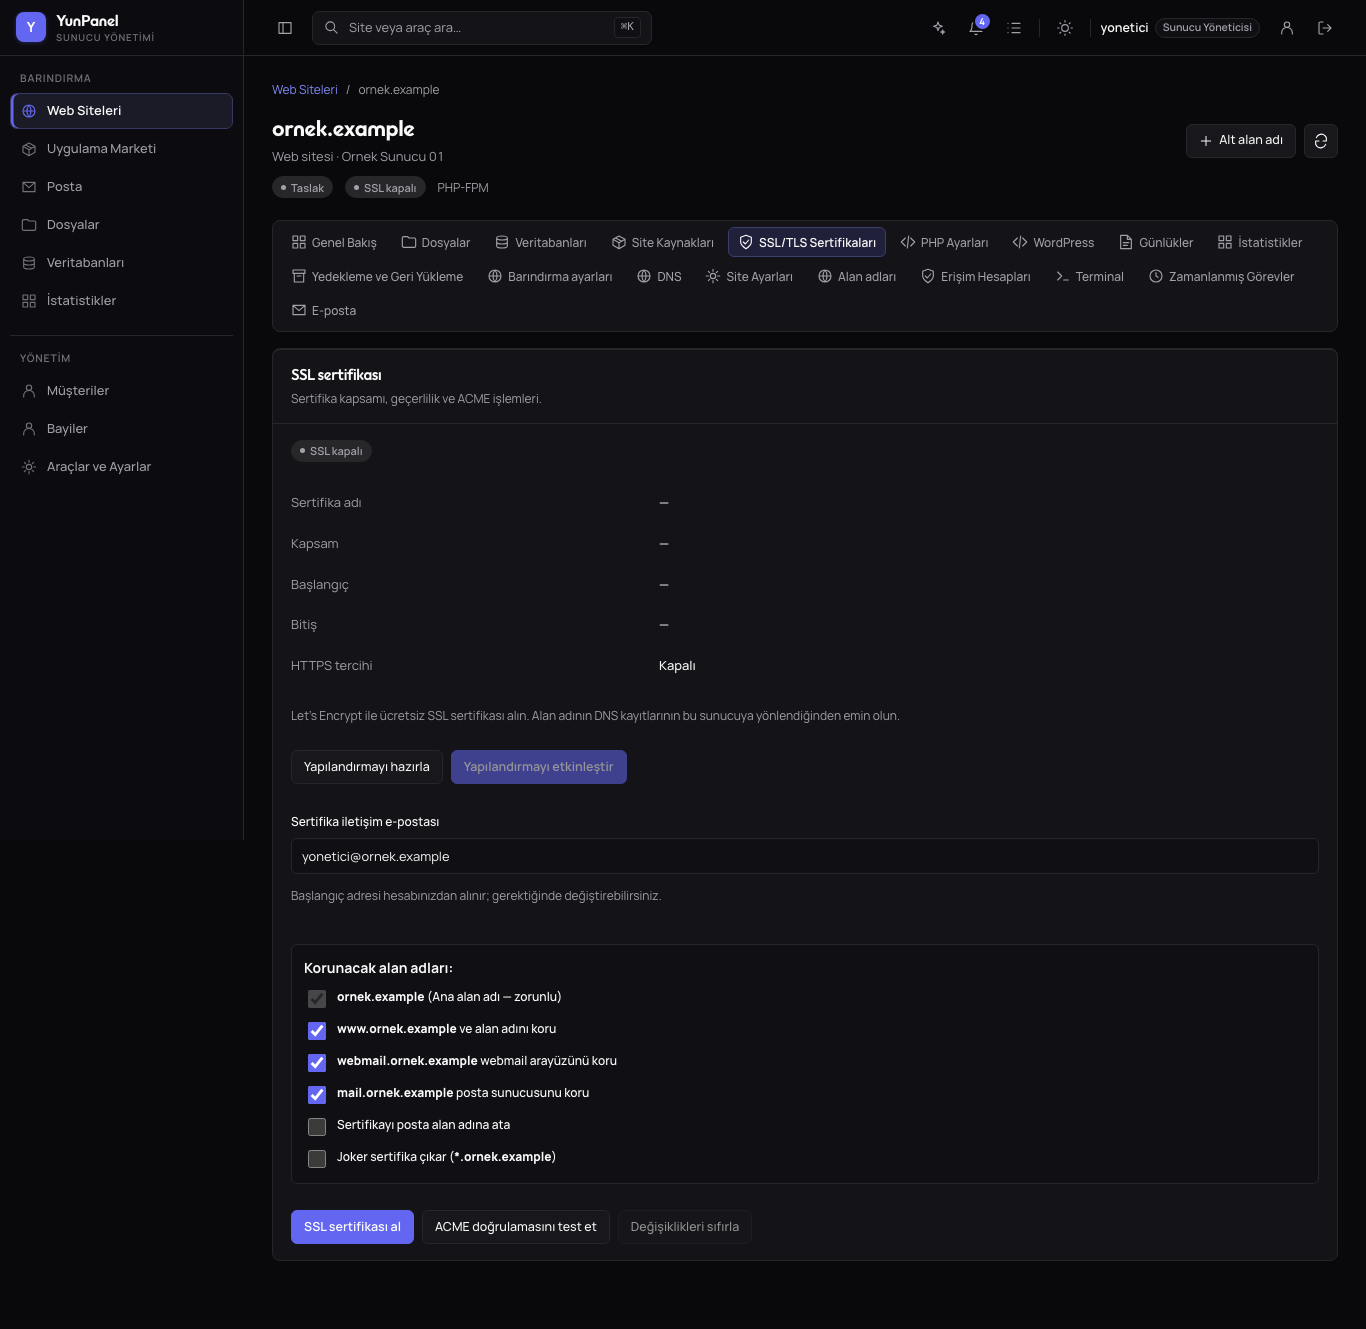 Y
YunPanel
SUNUCU YÖNETİMİ
Site veya araç ara...
⌘K
4
yonetici
Sunucu Yöneticisi
BARINDIRMA
Web Siteleri
Uygulama Marketi
Posta
Dosyalar
Veritabanları
İstatistikler
YÖNETİM
Müşteriler
Bayiler
Araçlar ve Ayarlar
Web Siteleri / ornek.example
ornek.example
Web sitesi · Ornek Sunucu 01
Taslak
SSL kapalı
PHP-FPM
Alt alan adı
Genel Bakış
Dosyalar
Veritabanları
Site Kaynakları
SSL/TLS Sertifikaları
PHP Ayarları
WordPress
Günlükler
İstatistikler
Yedekleme ve Geri Yükleme
Barındırma ayarları
DNS
Site Ayarları
Alan adları
Erişim Hesapları
Terminal
Zamanlanmış Görevler
E-posta
SSL sertifikası
Sertifika kapsamı, geçerlilik ve ACME işlemleri.
SSL kapalı
Sertifika adı —
Kapsam —
Başlangıç —
Bitiş —
HTTPS tercihi Kapalı
Let's Encrypt ile ücretsiz SSL sertifikası alın. Alan adının DNS kayıtlarının bu sunucuya yönlendiğinden emin olun.
Yapılandırmayı hazırla
Yapılandırmayı etkinleştir
Sertifika iletişim e-postası
yonetici@ornek.example
Başlangıç adresi hesabınızdan alınır; gerektiğinde değiştirebilirsiniz.
Korunacak alan adları:
ornek.example (Ana alan adı — zorunlu)
www.ornek.example ve alan adını koru
webmail.ornek.example webmail arayüzünü koru
mail.ornek.example posta sunucusunu koru
Sertifikayı posta alan adına ata
Joker sertifika çıkar (*.ornek.example)
SSL sertifikası al
ACME doğrulamasını test et
Değişiklikleri sıfırla